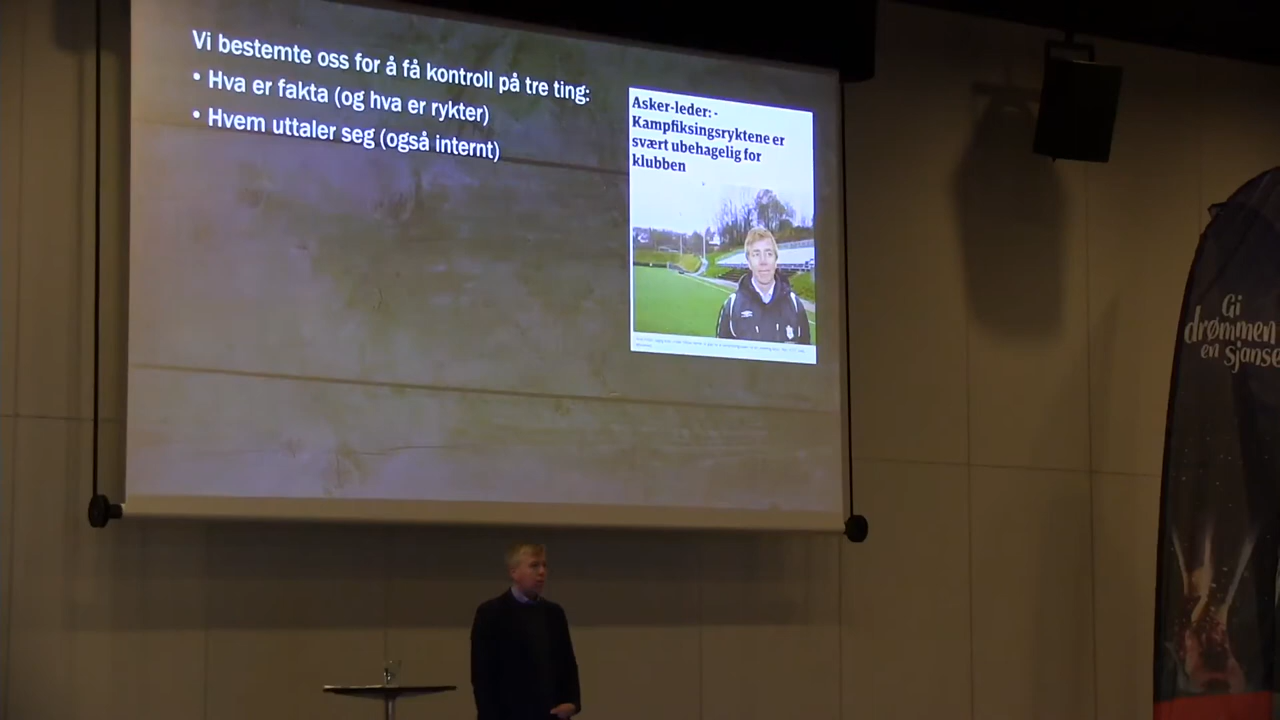 Vi bestemte oss for å få kontroll på tre ting:
• Hva er fakta (og hva er rykter)
• Hvem uttaler seg (også internt)
Asker-leder: -
Kampfiksingsryktene er
svært ubehagelig for
klubben
Gi
drømmen
en sjanse